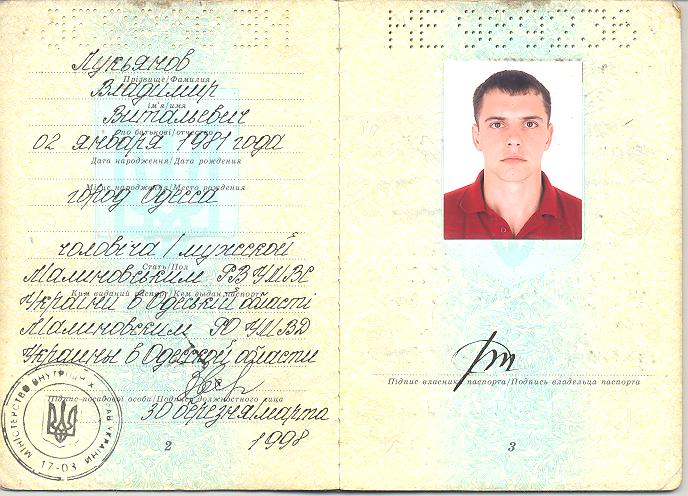 Лукьянов
Прізвище/Фамилия
Владимир
ім'я/имя
Витальевич
по батькові/отчество
02 января 1981 года
Дата народження/Дата рождения
Місце народження/Место рождения
город Одесса
чоловіча/мужской
Стать/Пол
Малиновським РВ УМВС
Ким виданий паспорт/Кем выдан паспорт
України в Одеській області
Малиновским РО УМВД
Украины в Одесской области
Підпис посадової особи/Подпись должностного лица
30 березня/марта
1998
МІНІСТЕРСТВО ВНУТРІШНІХ СПРАВ УКРАЇНИ
17-03
2
Підпис власника паспорта/Подпись владельца паспорта
3